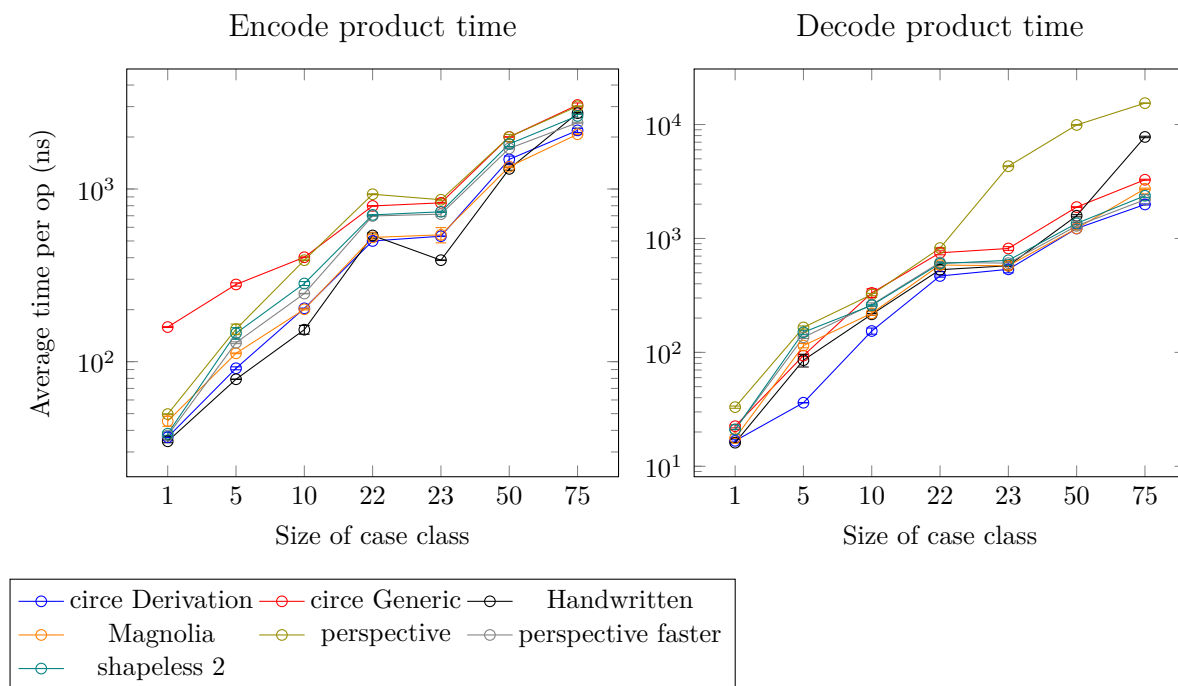 Encode product time
Decode product time
Average time per op (ns)
10^3
10^2
1 5 10 22 23 50 75
Size of case class
10^4
10^3
10^2
10^1
1 5 10 22 23 50 75
Size of case class
circe Derivation circe Generic Handwritten
Magnolia perspective perspective faster
shapeless 2